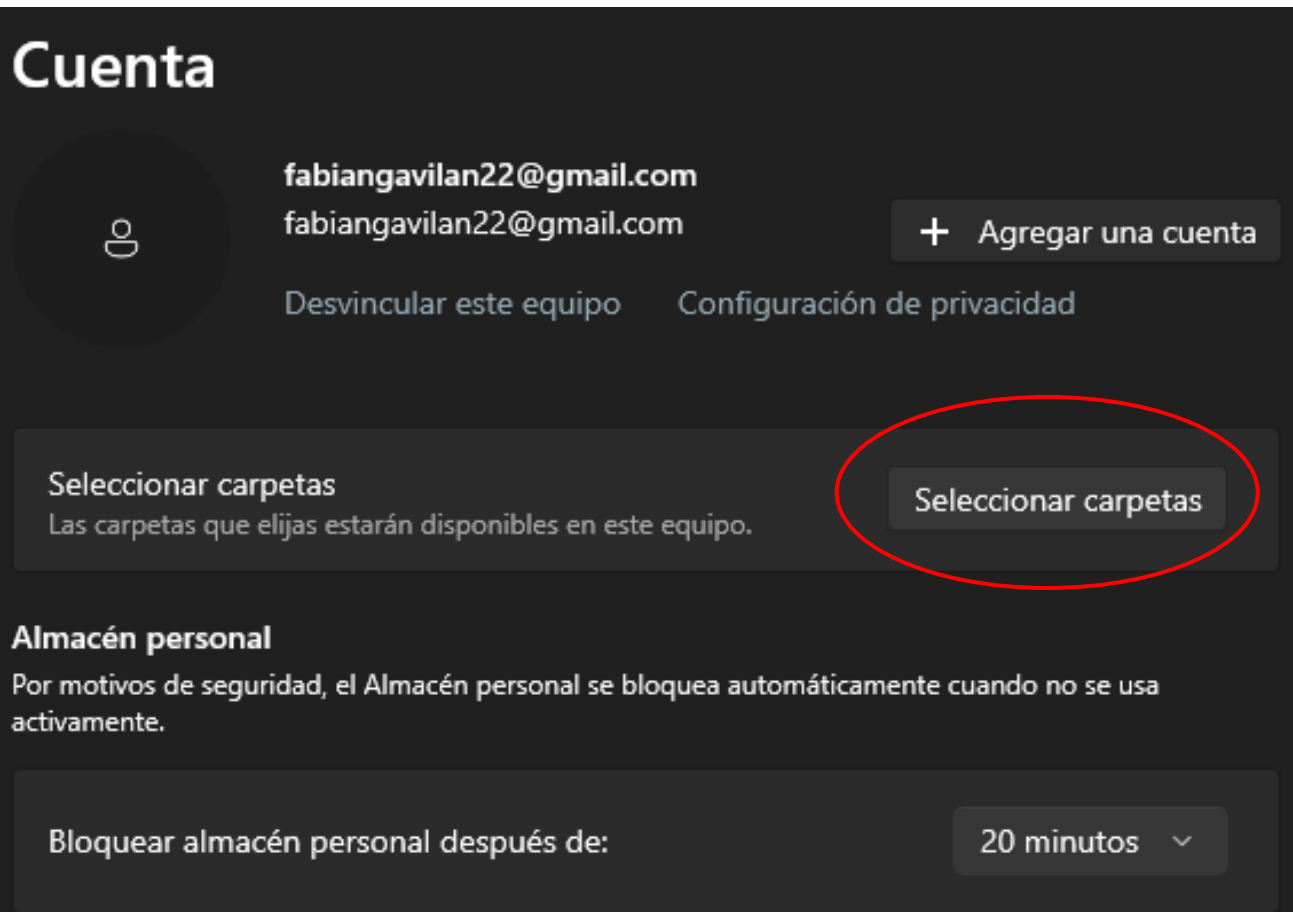 Cuenta
fabiangavilan22@gmail.com
fabiangavilan22@gmail.com
+ Agregar una cuenta
Desvincular este equipo
Configuración de privacidad
Seleccionar carpetas
Las carpetas que elijas estarán disponibles en este equipo.
Seleccionar carpetas
Almacén personal
Por motivos de seguridad, el Almacén personal se bloquea automáticamente cuando no se usa
activamente.
Bloquear almacén personal después de:
20 minutos